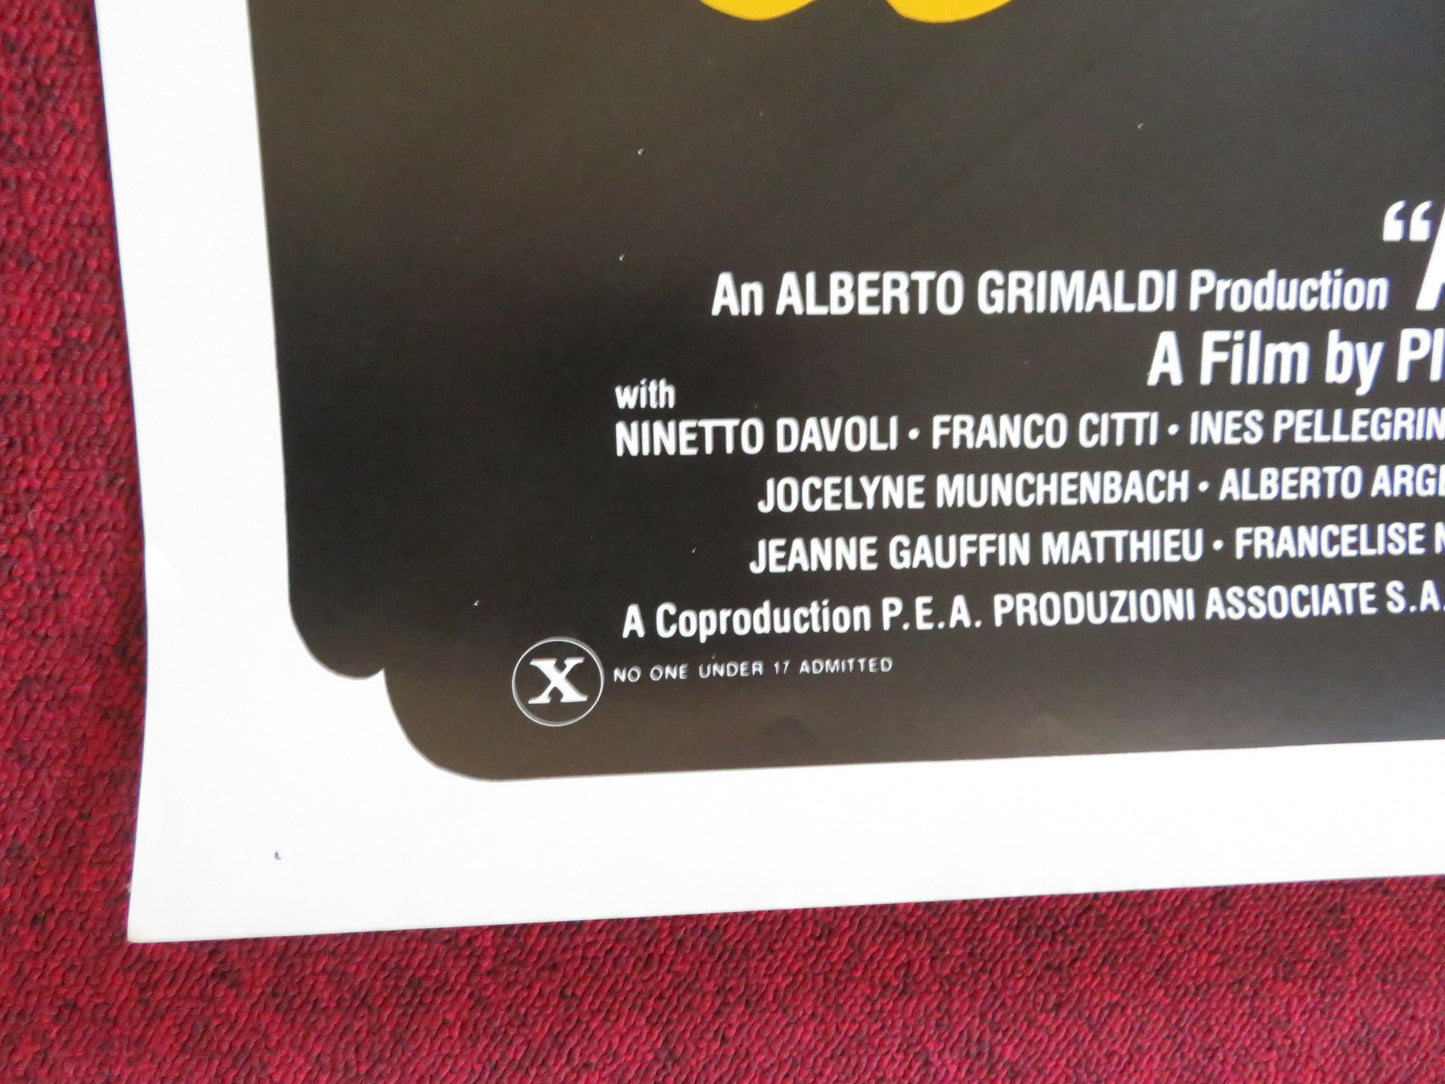 An ALBERTO GRIMALDI Production “
A Film by
with
NINETTO DAVOLI • FRANCO CITTI • INES
JOCELYNE MUNCHENBACH • ALBERTO
JEANNE GAUFFIN MATTHIEU • FRANCELISE
A Coproduction P.E.A. PRODUZIONI ASSOCIATE S.A.
X NO ONE UNDER 17 ADMITTED